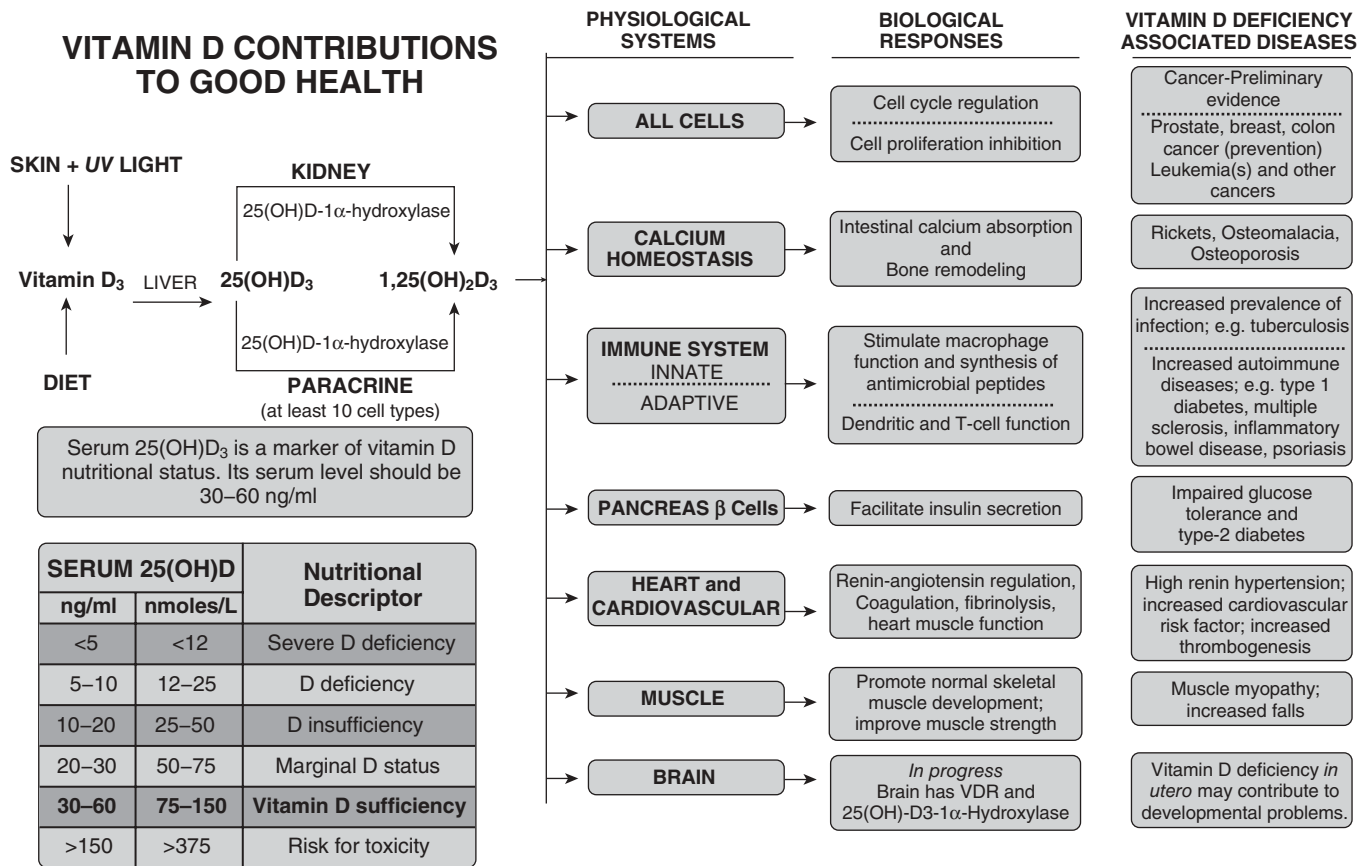 VITAMIN D CONTRIBUTIONS
TO GOOD HEALTH
SKIN + UV LIGHT
KIDNEY
25(OH)D-1α-hydroxylase
Vitamin D₃
LIVER
25(OH)D₃
1,25(OH)₂D₃
25(OH)D-1α-hydroxylase
DIET
PARACRINE
(at least 10 cell types)
Serum 25(OH)D₃ is a marker of vitamin D
nutritional status. Its serum level should be
30–60 ng/ml
SERUM 25(OH)D
Nutritional
Descriptor
ng/ml nmoles/L
<5 <12 Severe D deficiency
5–10 12–25 D deficiency
10–20 25–50 D insufficiency
20–30 50–75 Marginal D status
30–60 75–150 Vitamin D sufficiency
>150 >375 Risk for toxicity
PHYSIOLOGICAL
SYSTEMS
BIOLOGICAL
RESPONSES
VITAMIN D DEFICIENCY
ASSOCIATED DISEASES
ALL CELLS
Cell cycle regulation
Cell proliferation inhibition
Cancer-Preliminary
evidence
Prostate, breast, colon
cancer (prevention)
Leukemia(s) and other
cancers
CALCIUM
HOMEOSTASIS
Intestinal calcium absorption
and
Bone remodeling
Rickets, Osteomalacia,
Osteoporosis
IMMUNE SYSTEM
INNATE
ADAPTIVE
Stimulate macrophage
function and synthesis of
antimicrobial peptides
Dendritic and T-cell function
Increased prevalence of
infection; e.g. tuberculosis
Increased autoimmune
diseases; e.g. type 1
diabetes, multiple
sclerosis, inflammatory
bowel disease, psoriasis
PANCREAS β Cells
Facilitate insulin secretion
Impaired glucose
tolerance and
type-2 diabetes
HEART and
CARDIOVASCULAR
Renin-angiotensin regulation,
Coagulation, fibrinolysis,
heart muscle function
High renin hypertension;
increased cardiovascular
risk factor; increased
thrombogenesis
MUSCLE
Promote normal skeletal
muscle development;
improve muscle strength
Muscle myopathy;
increased falls
BRAIN
In progress
Brain has VDR and
25(OH)-D3-1α-Hydroxylase
Vitamin D deficiency in
utero may contribute to
developmental problems.